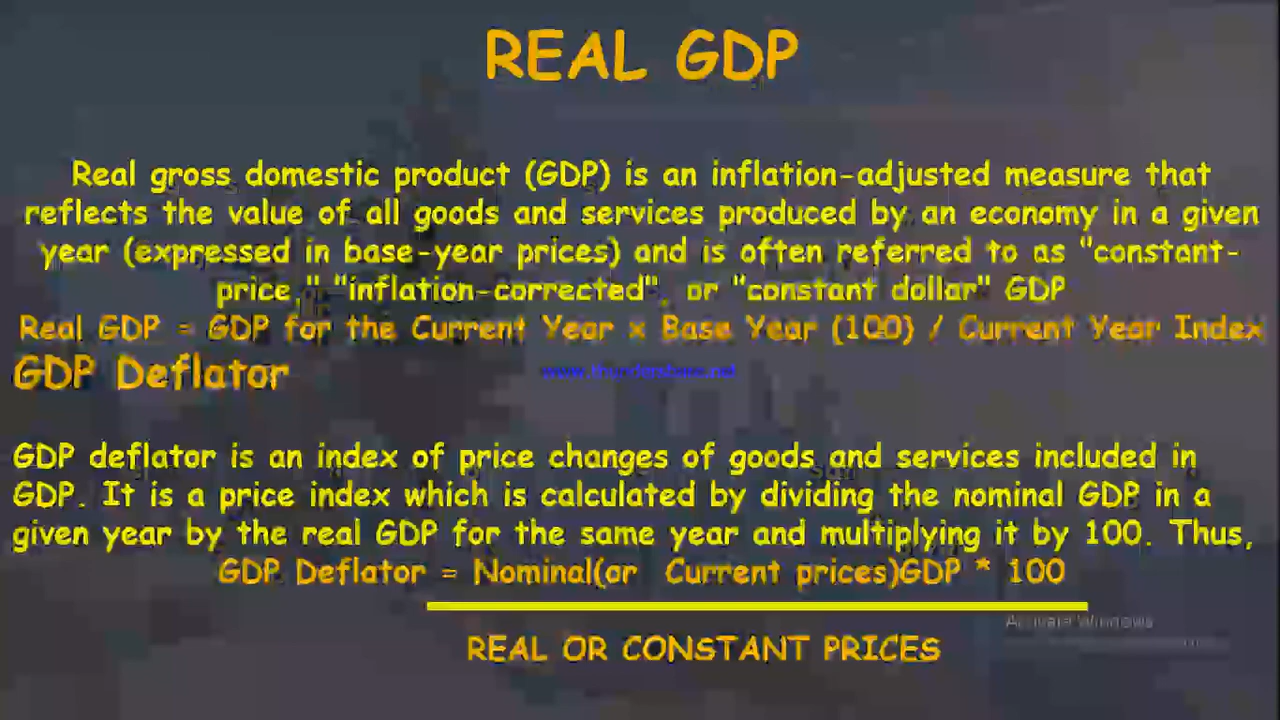 REAL GDP
Real gross domestic product (GDP) is an inflation-adjusted measure that
reflects the value of all goods and services produced by an economy in a given
year (expressed in base-year prices) and is often referred to as "constant-
price," "inflation-corrected", or "constant dollar" GDP
Real GDP = GDP for the Current Year × Base Year (100) / Current Year Index
GDP Deflator
GDP deflator is an index of price changes of goods and services included in
GDP. It is a price index which is calculated by dividing the nominal GDP in a
given year by the real GDP for the same year and multiplying it by 100. Thus,
GDP Deflator = Nominal(or Current prices)GDP * 100
Activate Windows
REAL OR CONSTANT PRICES